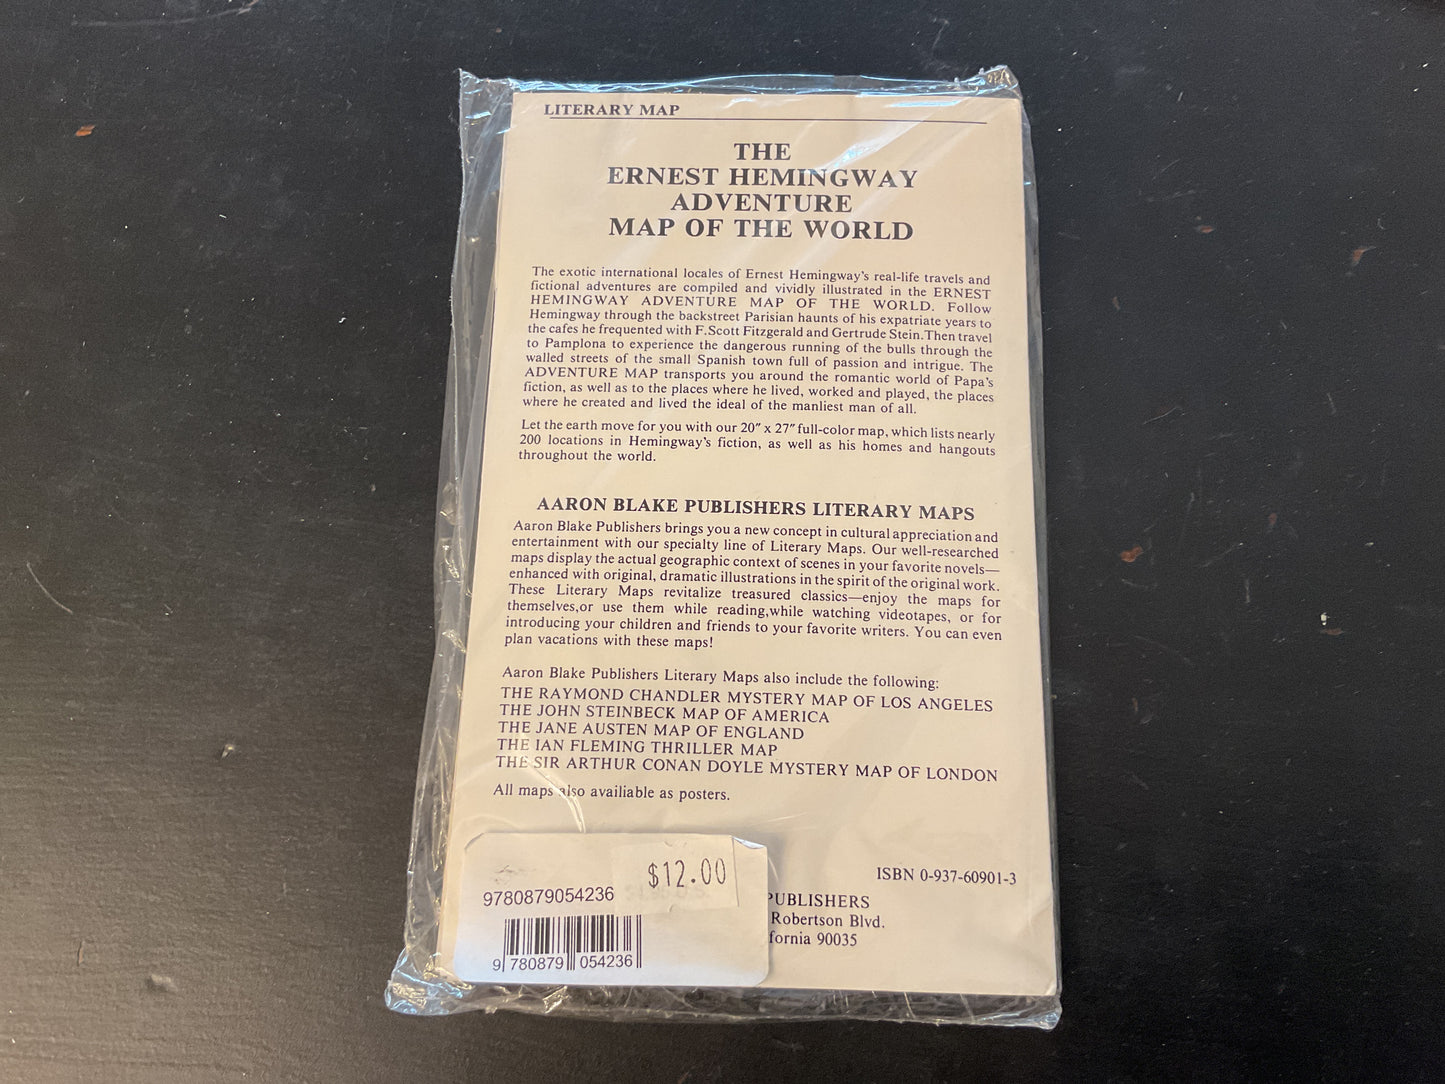 LITERARY MAP
THE
ERNEST HEMINGWAY
ADVENTURE
MAP OF THE WORLD
The exotic international locales of Ernest Hemingway's real-life travels and
fictional adventures are compiled and vividly illustrated in the ERNEST
HEMINGWAY ADVENTURE MAP OF THE WORLD. Follow
Hemingway through the backstreet Parisian haunts of his expatriate years to
the cafes he frequented with F.Scott Fitzgerald and Gertrude Stein.Then travel
to Pamplona to experience the dangerous running of the bulls through the
walled streets of the small Spanish town full of passion and intrigue. The
ADVENTURE MAP transports you around the romantic world of Papa's
fiction, as well as to the places where he lived, worked and played, the places
where he created and lived the ideal of the manliest man of all.
Let the earth move for you with our 20" x 27" full-color map, which lists nearly
200 locations in Hemingway's fiction, as well as his homes and hangouts
throughout the world.
AARON BLAKE PUBLISHERS LITERARY MAPS
Aaron Blake Publishers brings you a new concept in cultural appreciation and
entertainment with our specialty line of Literary Maps. Our well-researched
maps display the actual geographic context of scenes in your favorite novels—
enhanced with original, dramatic illustrations in the spirit of the original work.
These Literary Maps revitalize treasured classics—enjoy the maps for
themselves,or use them while reading,while watching videotapes, or for
introducing your children and friends to your favorite writers. You can even
plan vacations with these maps!
Aaron Blake Publishers Literary Maps also include the following:
THE RAYMOND CHANDLER MYSTERY MAP OF LOS ANGELES
THE JOHN STEINBECK MAP OF AMERICA
THE JANE AUSTEN MAP OF ENGLAND
THE IAN FLEMING THRILLER MAP
THE SIR ARTHUR CONAN DOYLE MYSTERY MAP OF LONDON
All maps also availiable as posters.
$12.00
ISBN 0-937-60901-3
9780879054236
PUBLISHERS
Robertson Blvd.
fornia 90035
9 780879 054236